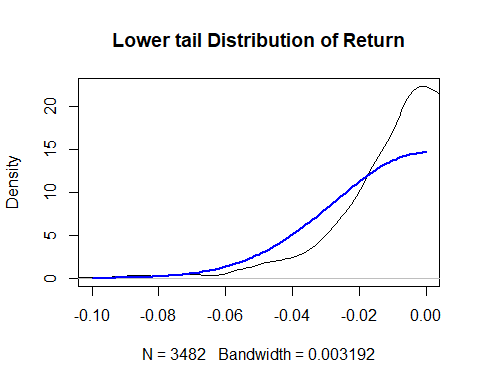 Lower tail Distribution of Return
Density
20
15
10
5
0
-0.10 -0.08 -0.06 -0.04 -0.02 0.00
N = 3482 Bandwidth = 0.003192